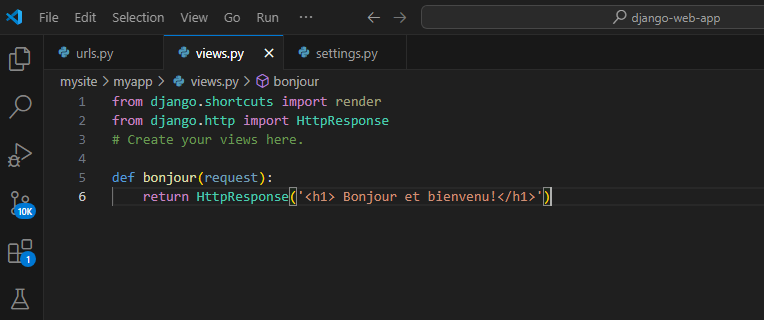 File Edit Selection View Go Run ... django-web-app
urls.py views.py settings.py
mysite > myapp > views.py > bonjour
1 from django.shortcuts import render
2 from django.http import HttpResponse
3 # Create your views here.
4
5 def bonjour(request):
6 return HttpResponse('<h1> Bonjour et bienvenu!</h1>')
10K
1